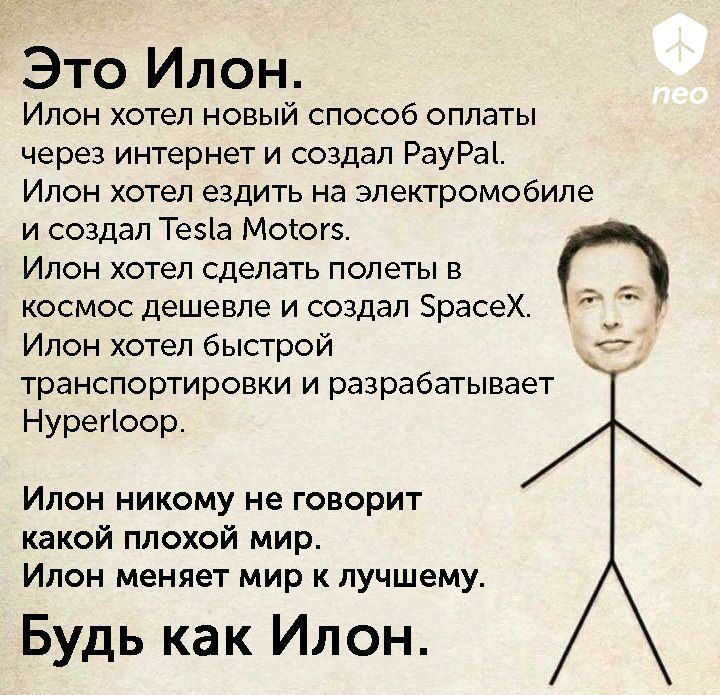 Это Илон.
neo
Илон хотел новый способ оплаты
через интернет и создал PayPal.
Илон хотел ездить на электромобиле
и создал Tesla Motors.
Илон хотел сделать полеты в
космос дешевле и создал SpaceX.
Илон хотел быстрой
транспортировки и разрабатывает
Hyperloop.
Илон никому не говорит
какой плохой мир.
Илон меняет мир к лучшему.
Будь как Илон.